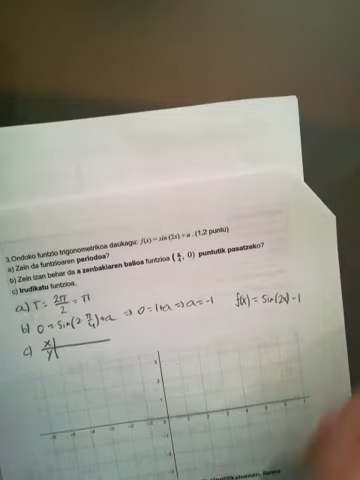 3.Ondoko funtzio trigonometrikoa daukagu: f(x) = sin (2x) + a . (1,2 puntu)
a) Zein da funtzioaren periodoa?
b) Zein izan behar da a zenbakiaren balioa funtzioa (π/4, 0) puntutik pasatzeko?
c) Irudikatu funtzioa.
a) T = 2π/2 = π
b) 0 = sin(2·π/4)+a ⇒ 0=1+a ⇒ a=-1 f(x) = sin(2x) -1
c) x
y